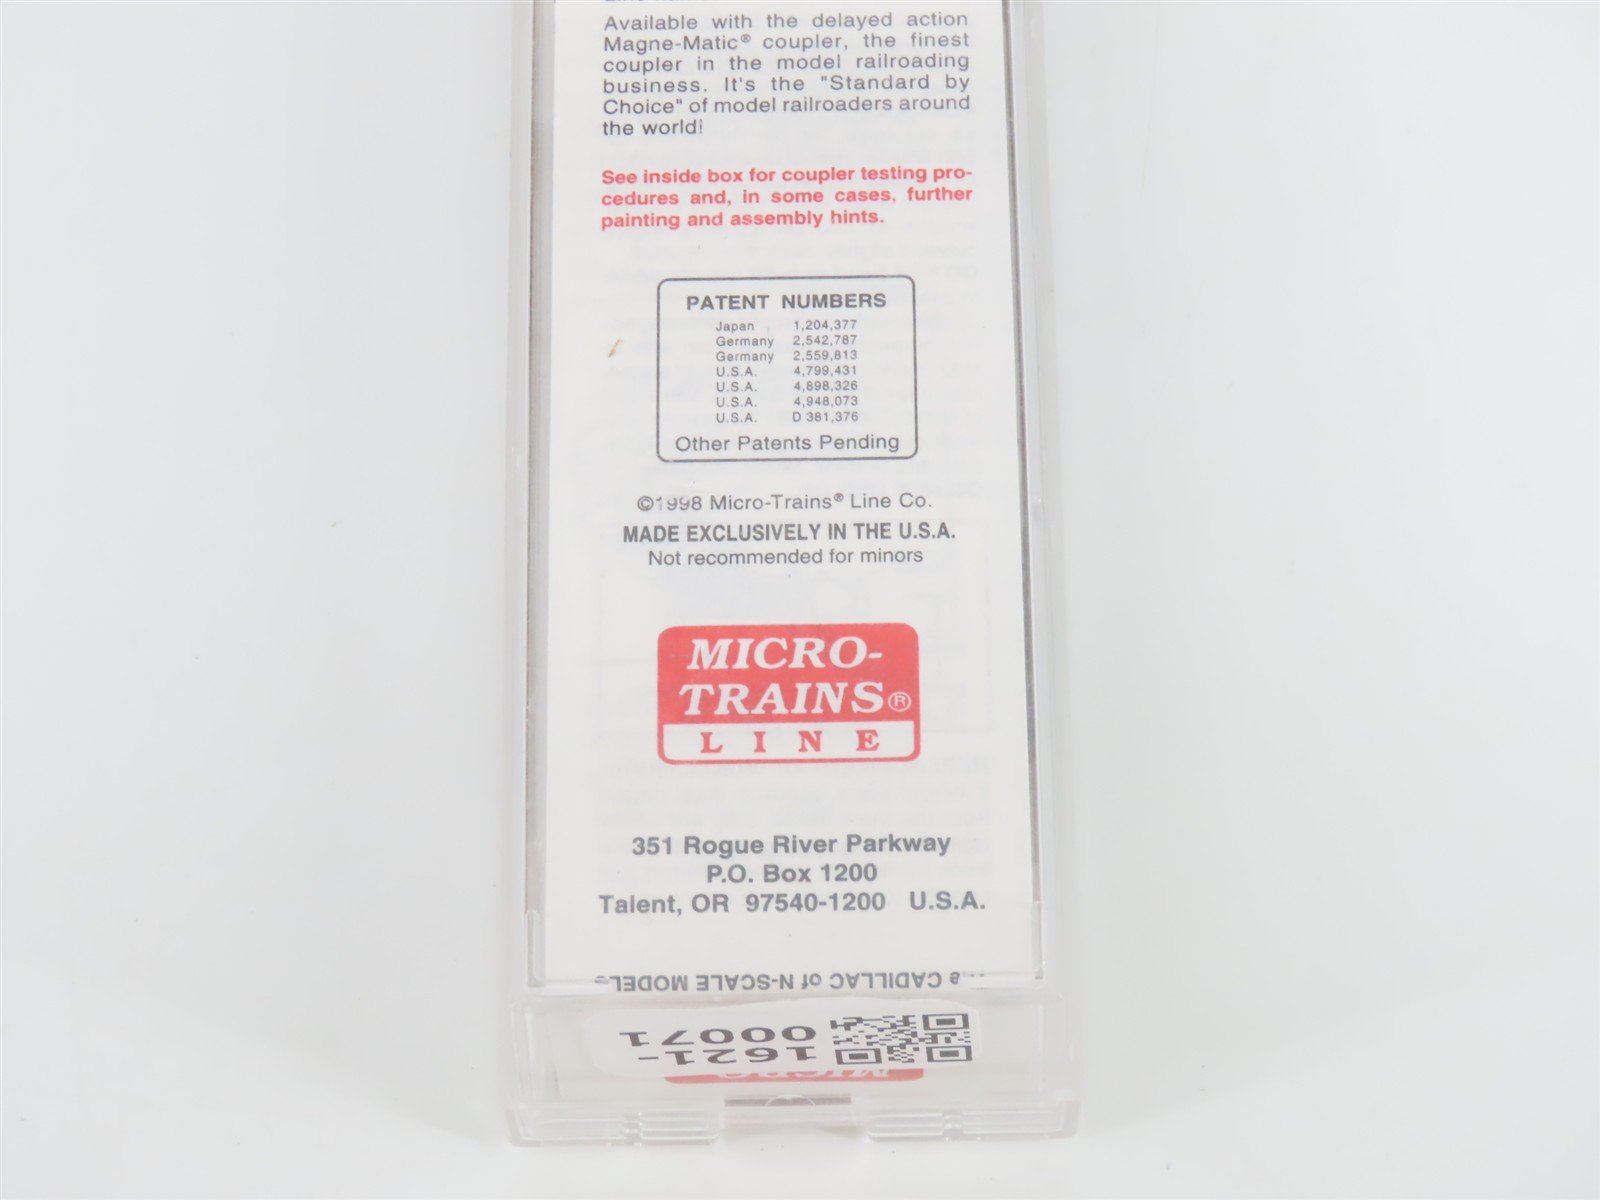 Available with the delayed action
Magne-Matic® coupler, the finest
coupler in the model railroading
business. It's the "Standard by
Choice" of model railroaders around
the world!
See inside box for coupler testing pro-
cedures and, in some cases, further
painting and assembly hints.
PATENT NUMBERS
Japan 1,204,377
Germany 2,542,787
Germany 2,559,813
U.S.A. 4,799,431
U.S.A. 4,898,326
U.S.A. 4,948,073
U.S.A. D 381,376
Other Patents Pending
©1998 Micro-Trains® Line Co.
MADE EXCLUSIVELY IN THE U.S.A.
Not recommended for minors
MICRO-
TRAINS®
LINE
351 Rogue River Parkway
P.O. Box 1200
Talent, OR 97540-1200 U.S.A.
CADILLAC of N-SCALE MODELS
1621-
00071
MICRO-